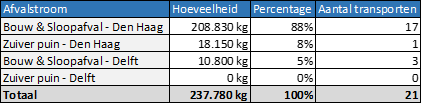 Afvalstroom Hoeveelheid Percentage Aantal transporten
Bouw & Sloopafval - Den Haag 208.830 kg 88% 17
Zuiver puin - Den Haag 18.150 kg 8% 1
Bouw & Sloopafval - Delft 10.800 kg 5% 3
Zuiver puin - Delft 0 kg 0% 0
Totaal 237.780 kg 100% 21